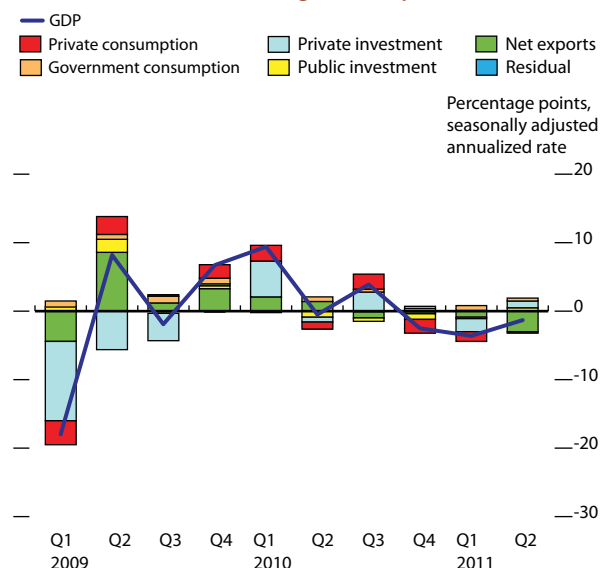 GDP
Private consumption Private investment Net exports
Government consumption Public investment Residual
Percentage points,
seasonally adjusted
annualized rate
20
10
0
-10
-20
-30
Q1 Q2 Q3 Q4 Q1 Q2 Q3 Q4 Q1 Q2
2009 2010 2011